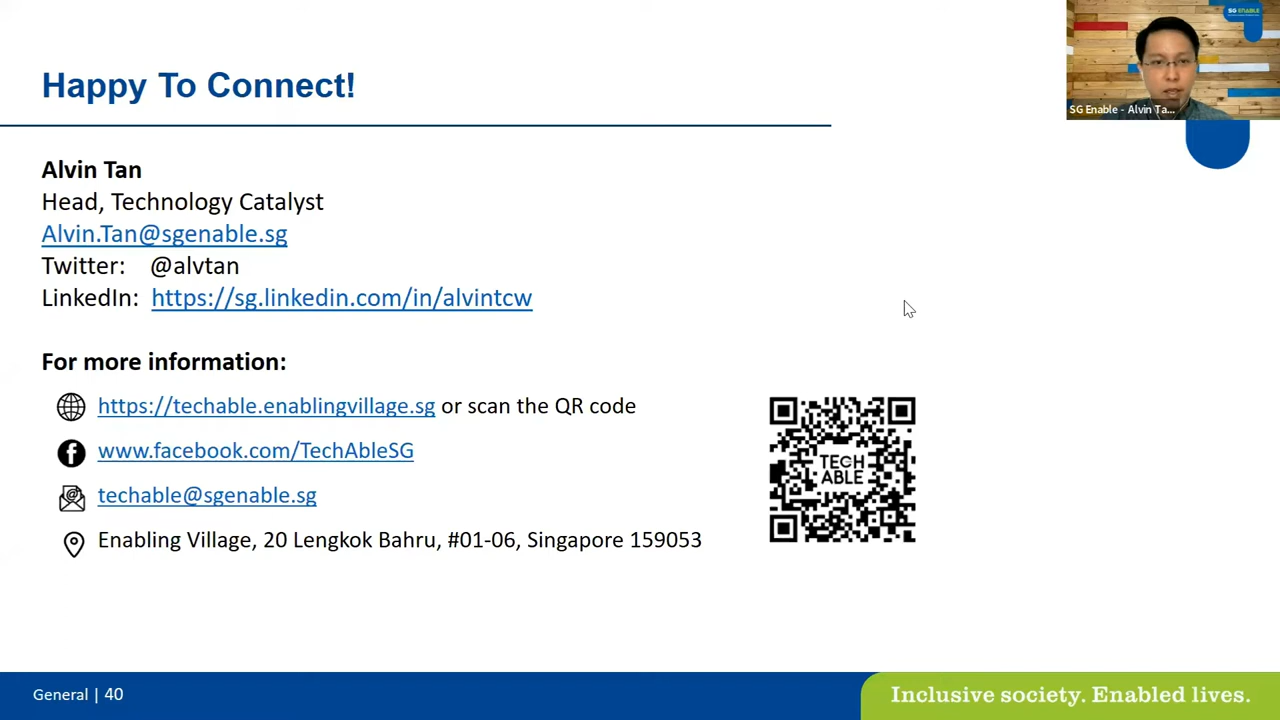 SG ENABLE
SG Enable - Alvin Ta...
Happy To Connect!
Alvin Tan
Head, Technology Catalyst
Alvin.Tan@sgenable.sg
Twitter: @alvtan
LinkedIn: https://sg.linkedin.com/in/alvintcw
For more information:
https://techable.enablingvillage.sg or scan the QR code
www.facebook.com/TechAbleSG
techable@sgenable.sg
Enabling Village, 20 Lengkok Bahru, #01-06, Singapore 159053
TECH
ABLE
General | 40
Inclusive society. Enabled lives.